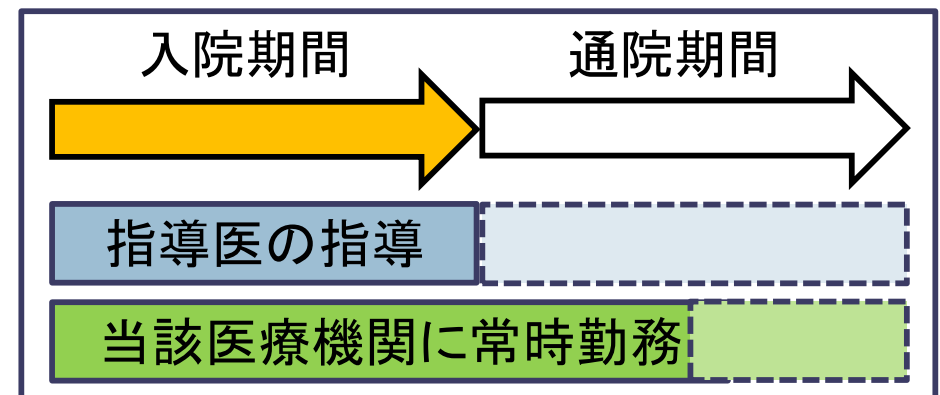 入院期間
通院期間
指導医の指導
当該医療機関に常時勤務